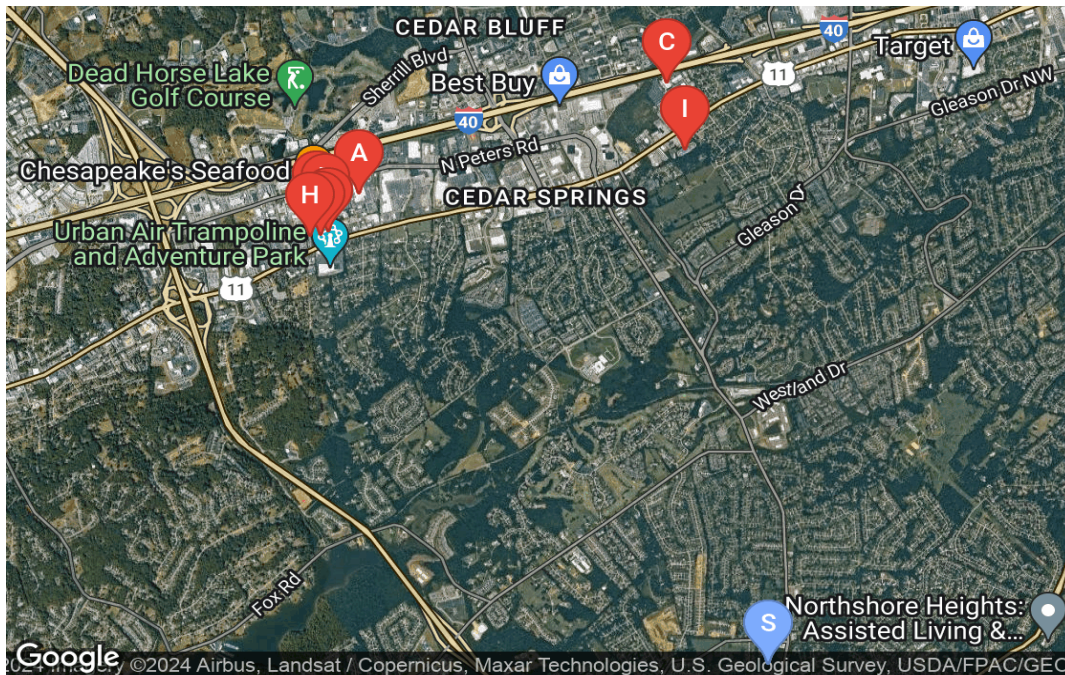 CEDAR BLUFF
40
C
Target
Sherrill Blvd
11
Dead Horse Lake
Golf Course
Best Buy
Gleason Dr NW
I
40
A
N Peters Rd
Chesapeake's Seafood
H
CEDAR SPRINGS
Gleason Dr
Urban Air Trampoline
and Adventure Park
11
Westland Dr
Fox Rd
S
Northshore Heights:
Assisted Living &...
Google
©2024 Airbus, Landsat / Copernicus, Maxar Technologies, U.S. Geological Survey, USDA/FPAC/GEO